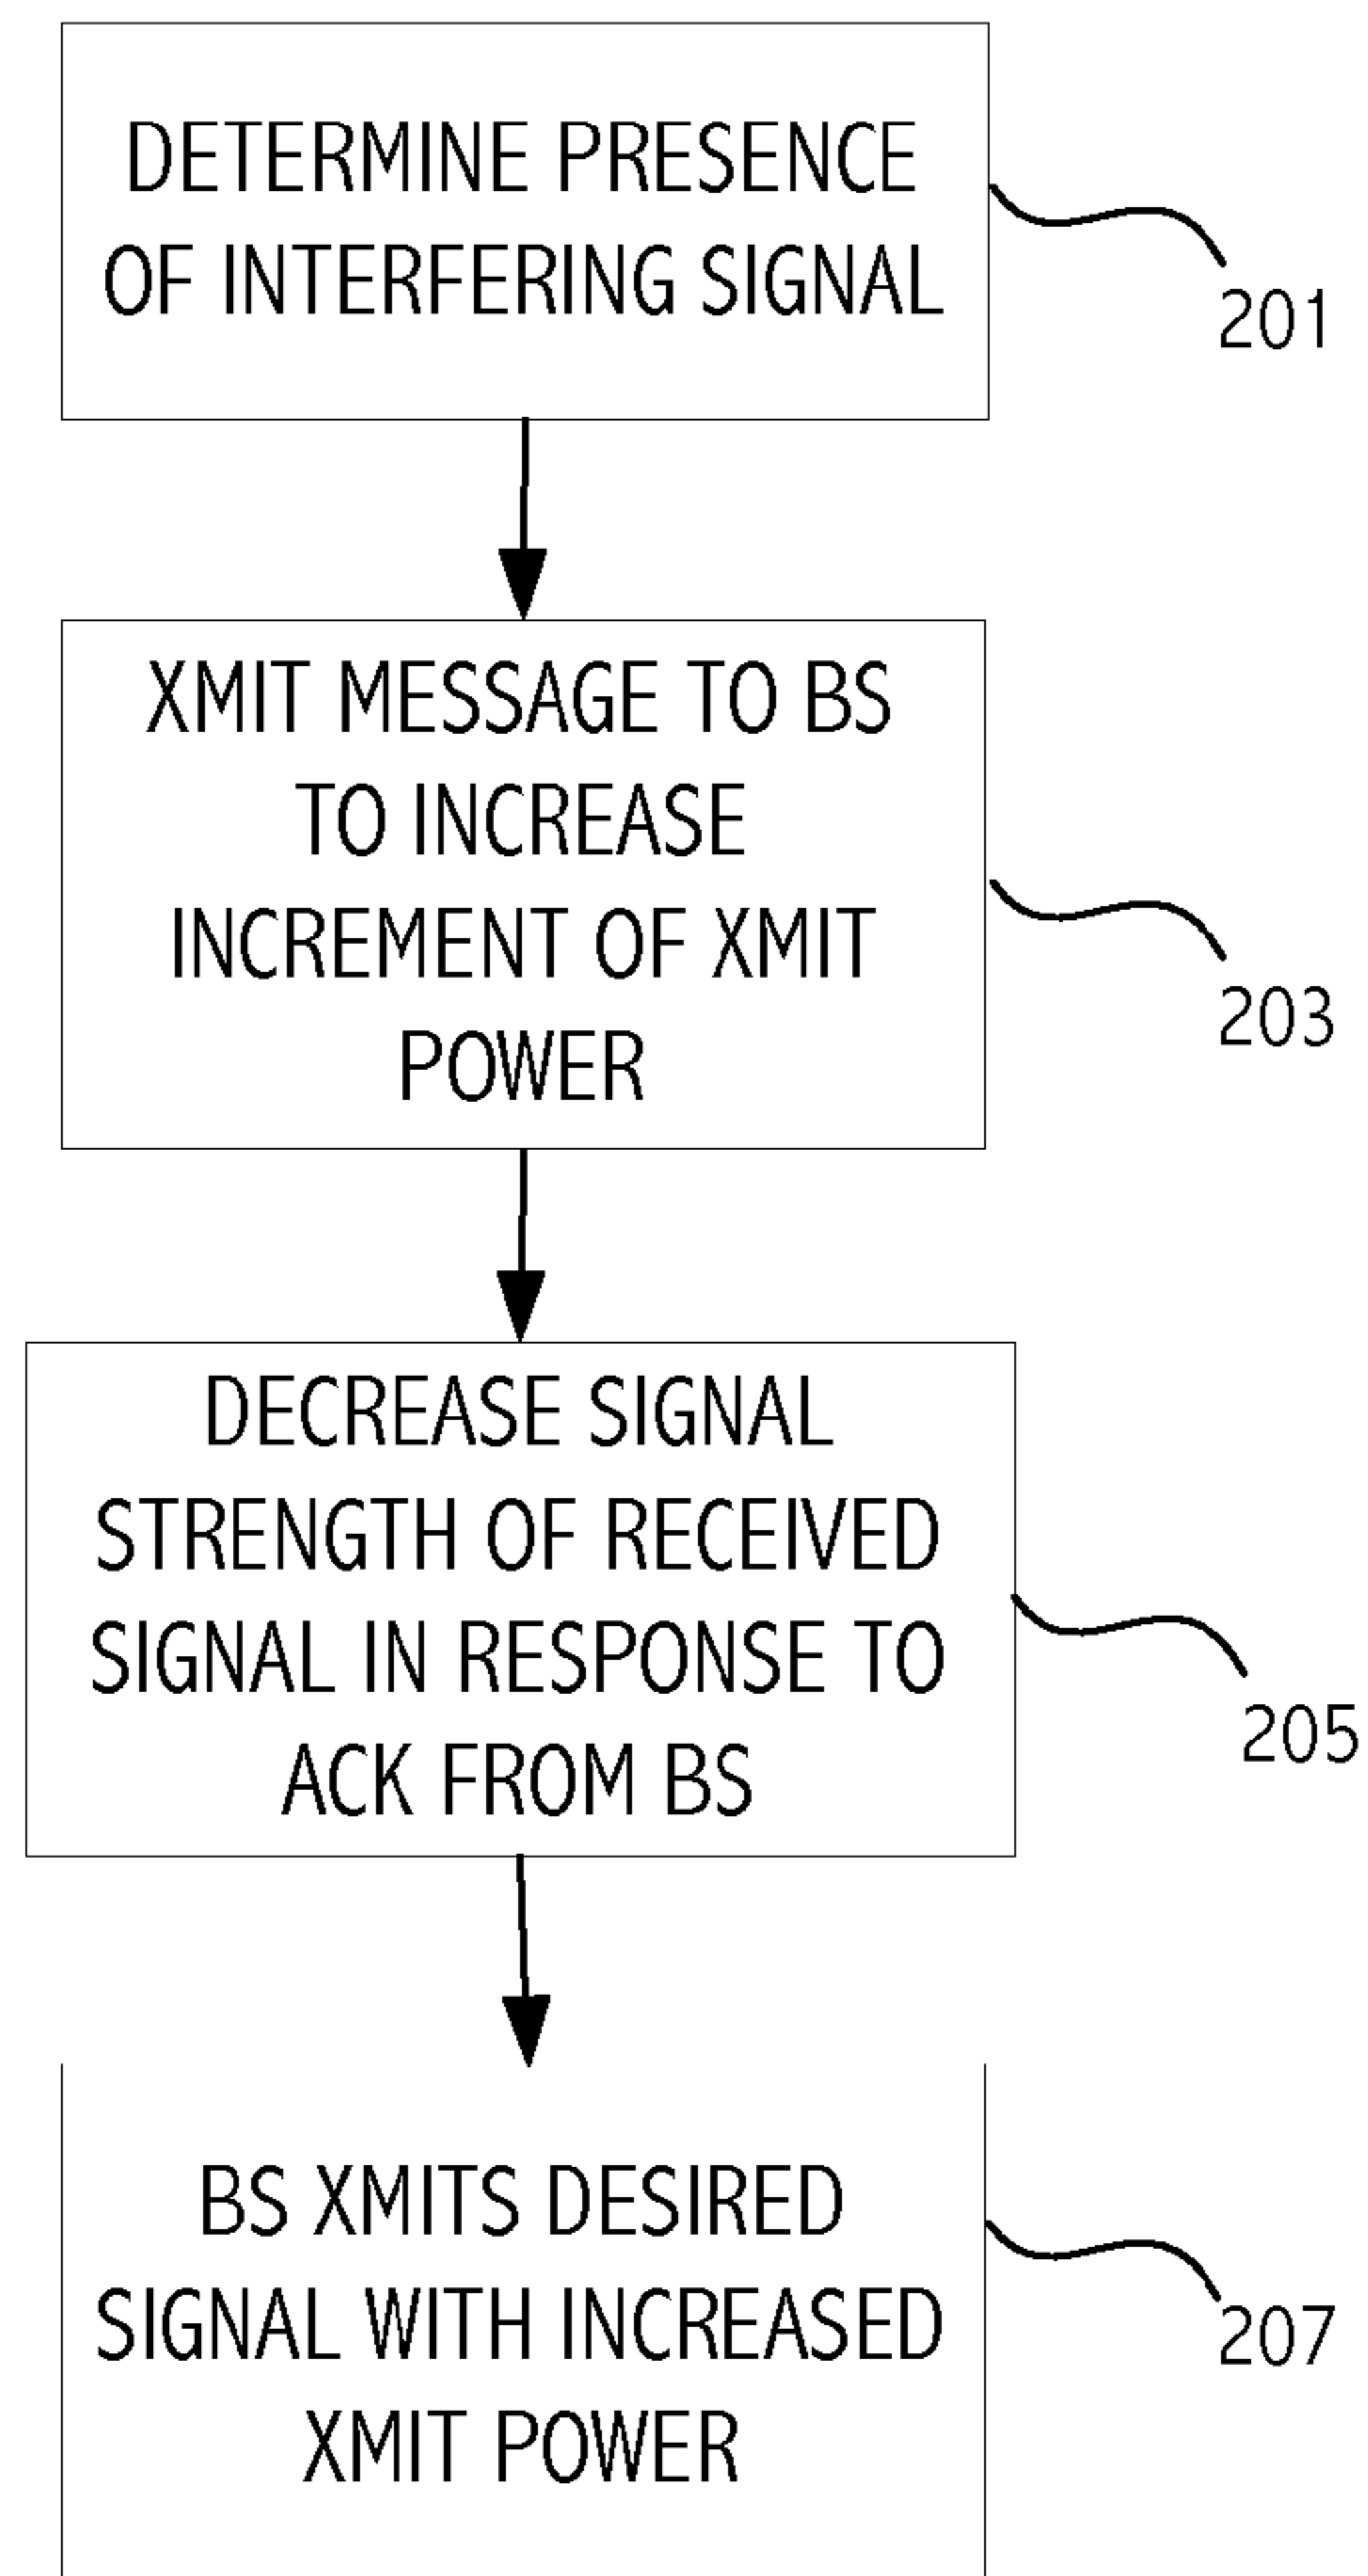 DETERMINE PRESENCE
OF INTERFERING SIGNAL
201
XMIT MESSAGE TO BS
TO INCREASE
INCREMENT OF XMIT
POWER
203
DECREASE SIGNAL
STRENGTH OF RECEIVED
SIGNAL IN RESPONSE TO
ACK FROM BS
205
BS XMITS DESIRED
SIGNAL WITH INCREASED
XMIT POWER
207